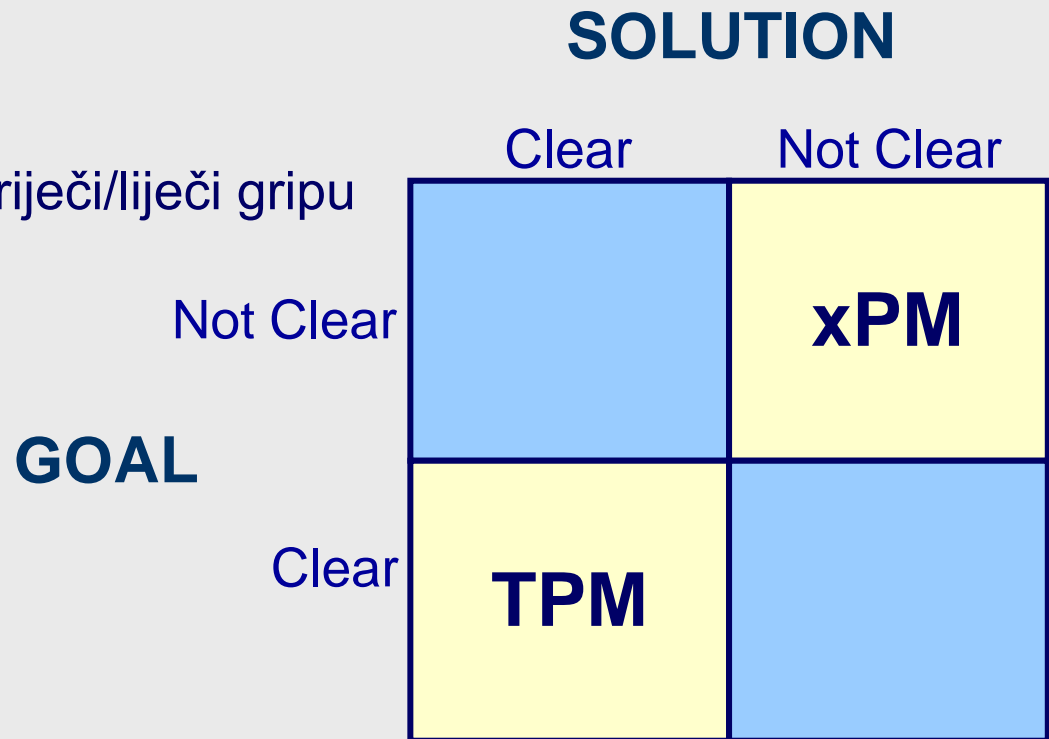 SOLUTION
Clear Not Clear
riječi/liječi gripu
Not Clear
xPM
GOAL
Clear
TPM